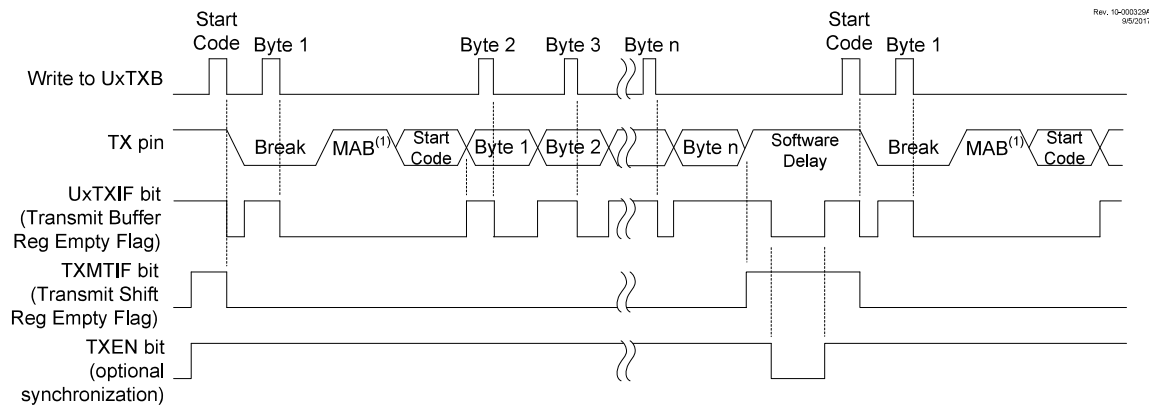 Rev. 10-000329A
9/5/2017
Start
Code
Byte 1
Byte 2
Byte 3
Byte n
Start
Code
Byte 1
Write to UxTXB
TX pin
Break
MAB(1)
Start
Code
Byte 1
Byte 2
Byte n
Software
Delay
Break
MAB(1)
Start
Code
UxTXIF bit
(Transmit Buffer
Reg Empty Flag)
TXMTIF bit
(Transmit Shift
Reg Empty Flag)
TXEN bit
(optional
synchronization)